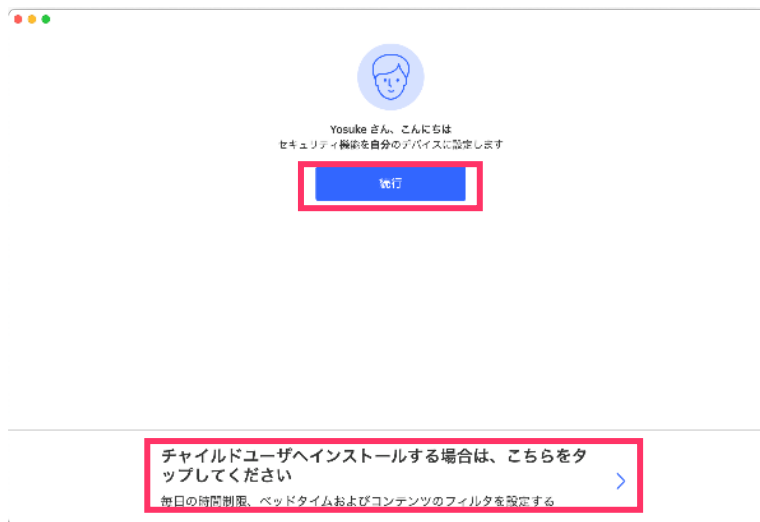 Yosuke さん、こんにちは
セキュリティ機能を自分のデバイスに設定します
続行
チャイルドユーザへインストールする場合は、こちらをタ
ップしてください
毎日の時間制限、ベッドタイムおよびコンテンツのフィルタを設定する